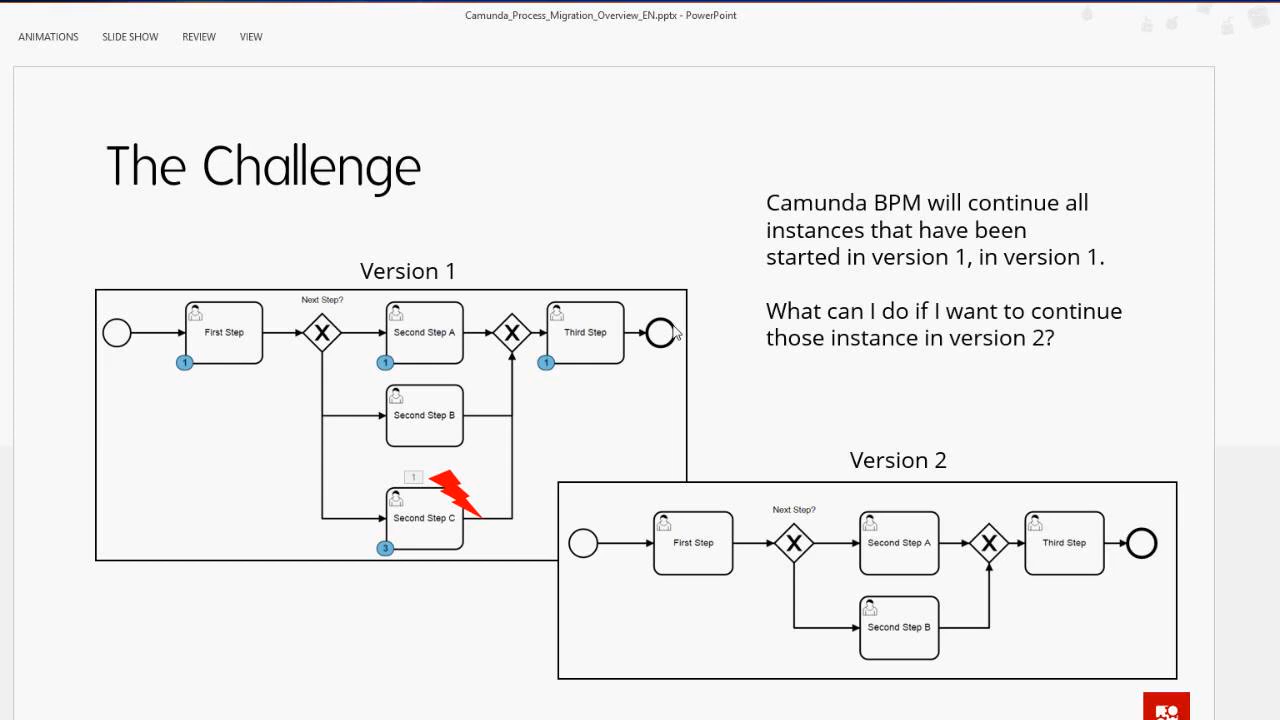 Camunda_Process_Migration_Overview_EN.pptx - PowerPoint
ANIMATIONS SLIDE SHOW REVIEW VIEW
The Challenge
Camunda BPM will continue all
instances that have been
started in version 1, in version 1.
What can I do if I want to continue
those instance in version 2?
Version 1
Next Step?
First Step
Second Step A
Third Step
1
1
1
Second Step B
1
Second Step C
3
Version 2
Next Step?
First Step
Second Step A
Third Step
Second Step B